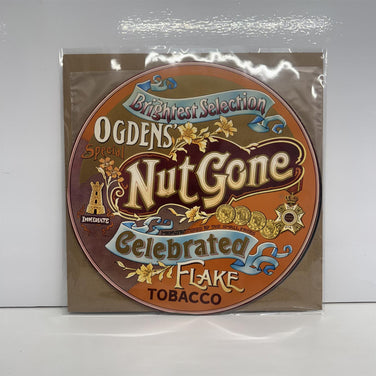 Brightest Selection
OGDENS'
Special
NUT GONE
IMMEDIATE
Celebrated
FLAKE
TOBACCO